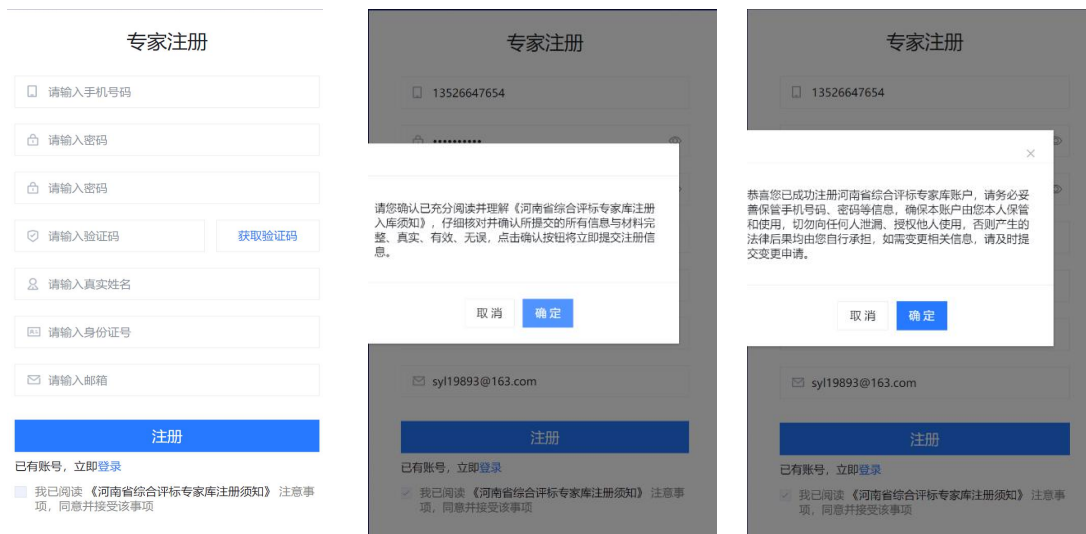 专家注册
请输入手机号码
请输入密码
请输入密码
请输入验证码
获取验证码
请输入真实姓名
请输入身份证号
请输入邮箱
注册
已有账号，立即登录
我已阅读 《河南省综合评标专家库注册须知》 注意事
项，同意并接受该事项
专家注册
13526647654
••••••••••
请您确认已充分阅读并理解《河南省综合评标专家库注册
入库须知》，仔细核对并确认所提交的所有信息与材料完
整、真实、有效、无误，点击确认按钮将立即提交注册信
息。
取消
确定
syl19893@163.com
注册
已有账号，立即登录
我已阅读 《河南省综合评标专家库注册须知》 注意事
项，同意并接受该事项
专家注册
13526647654
恭喜您已成功注册河南省综合评标专家库账户，请务必妥
善保管手机号码、密码等信息，确保本账户由您本人保管
和使用，切勿向任何人泄漏、授权他人使用，否则产生的
法律后果均由您自行承担，如需变更相关信息，请及时提
交变更申请。
取消
确定
syl19893@163.com
注册
已有账号，立即登录
我已阅读 《河南省综合评标专家库注册须知》 注意事
项，同意并接受该事项